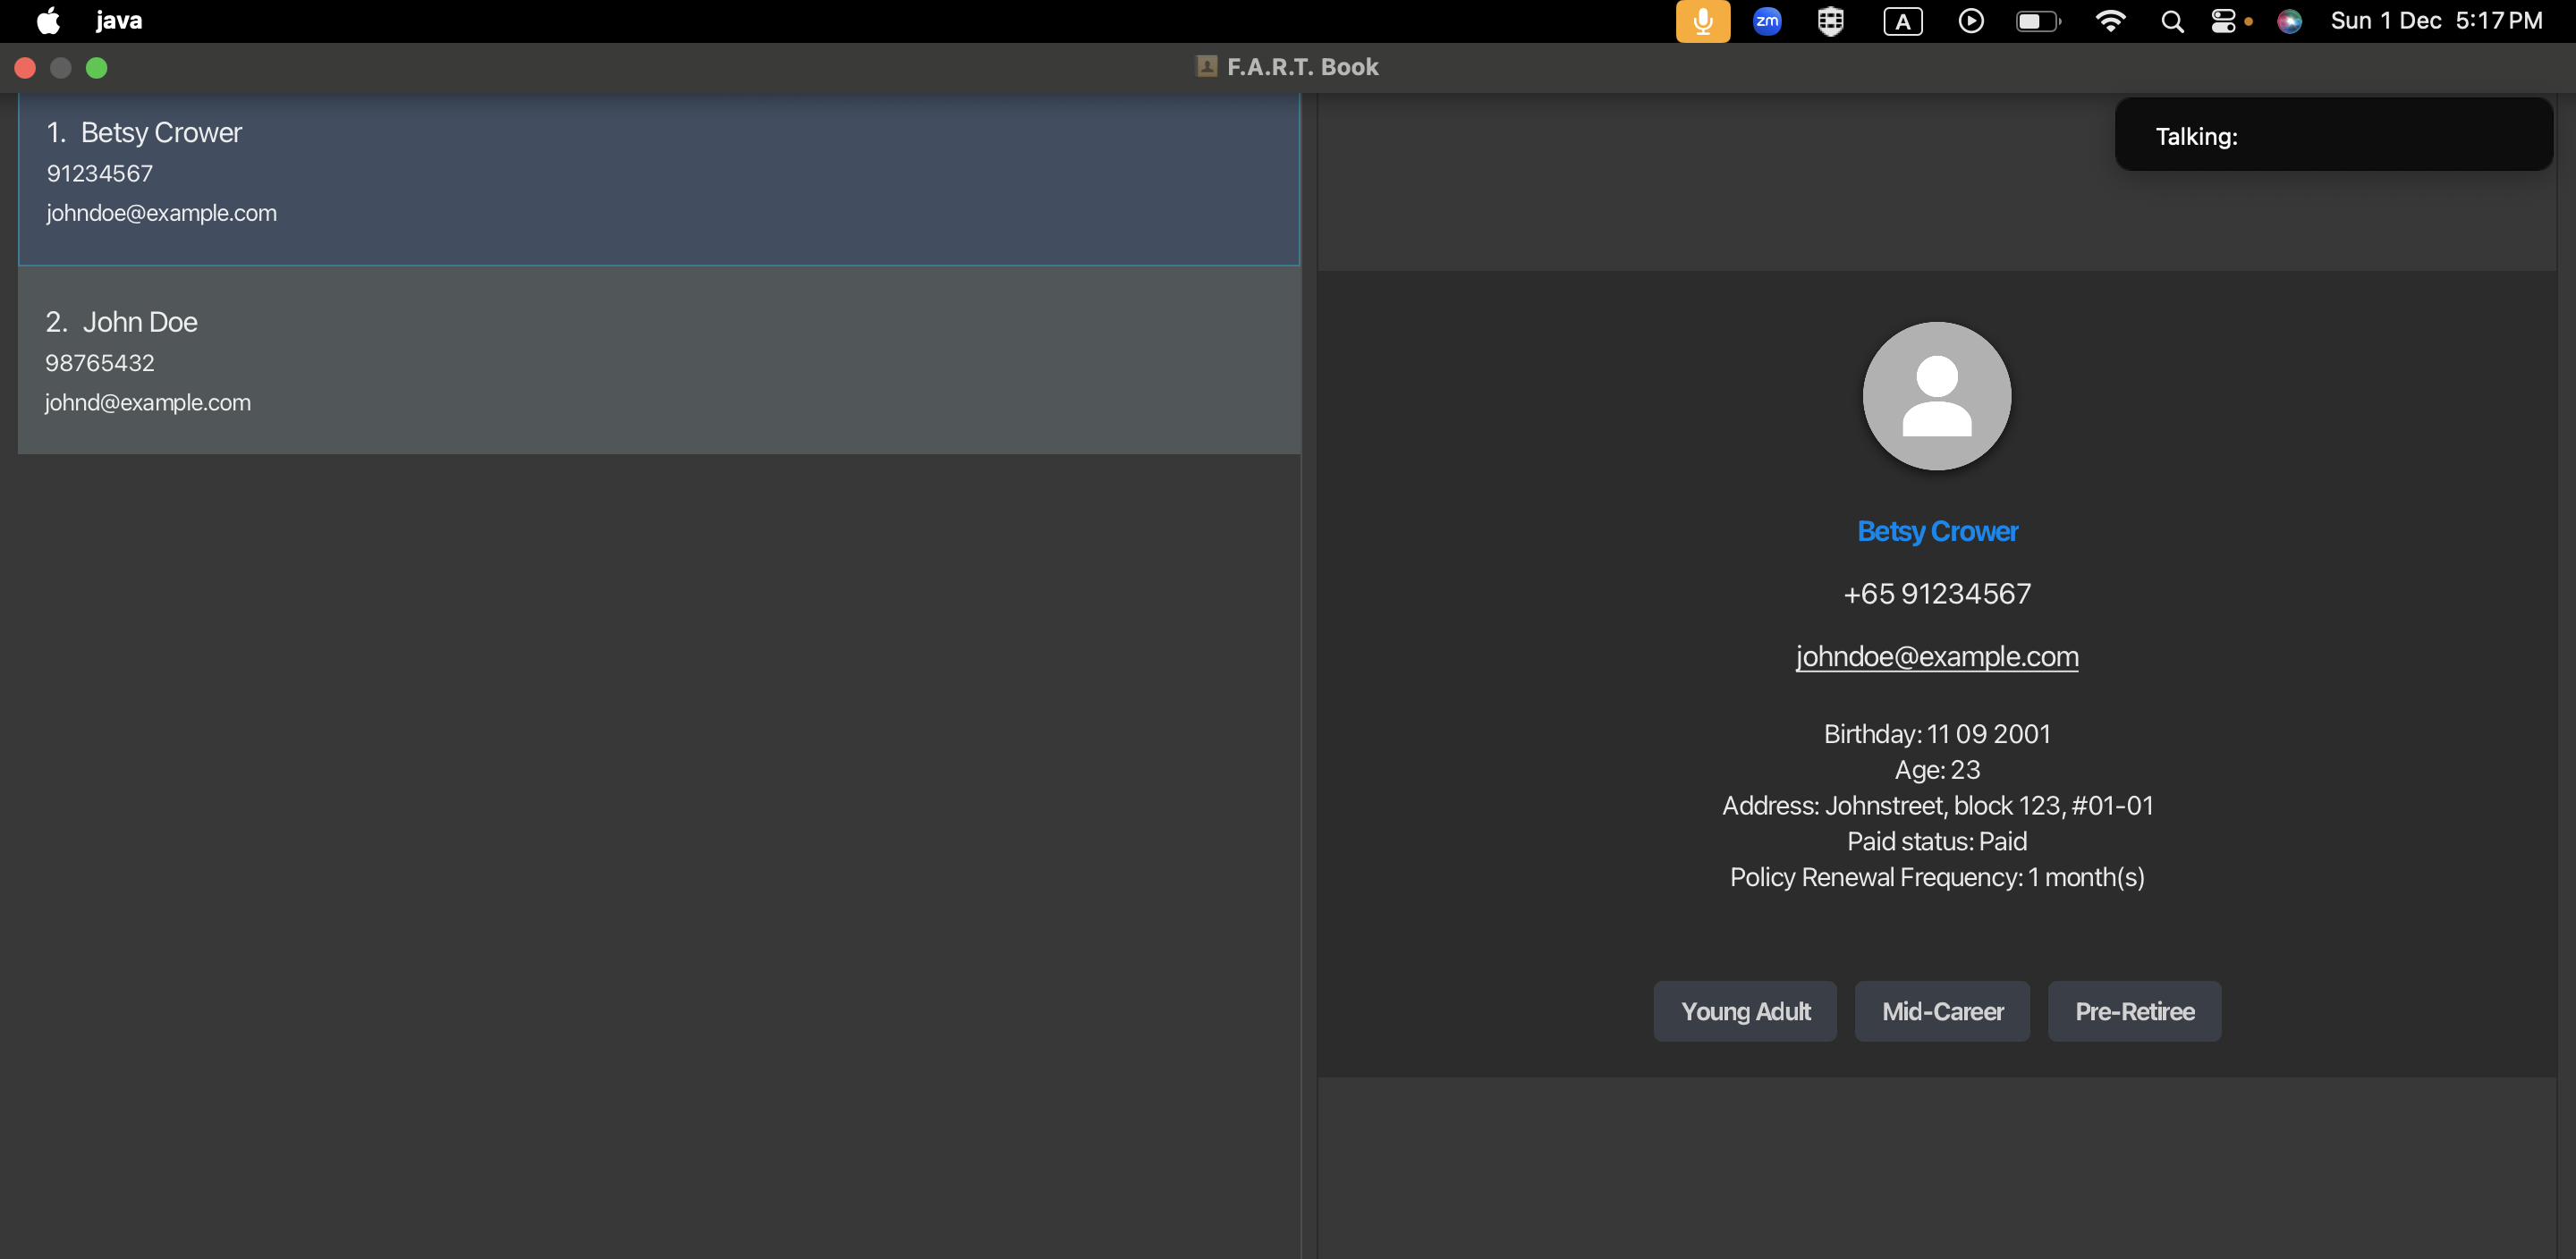 java
zm
A
Sun 1 Dec 5:17 PM
F.A.R.T. Book
1. Betsy Crower
91234567
johndoe@example.com
2. John Doe
98765432
johnd@example.com
Talking:
Betsy Crower
+65 91234567
johndoe@example.com
Birthday: 11 09 2001
Age: 23
Address: Johnstreet, block 123, #01-01
Paid status: Paid
Policy Renewal Frequency: 1 month(s)
Young Adult
Mid-Career
Pre-Retiree